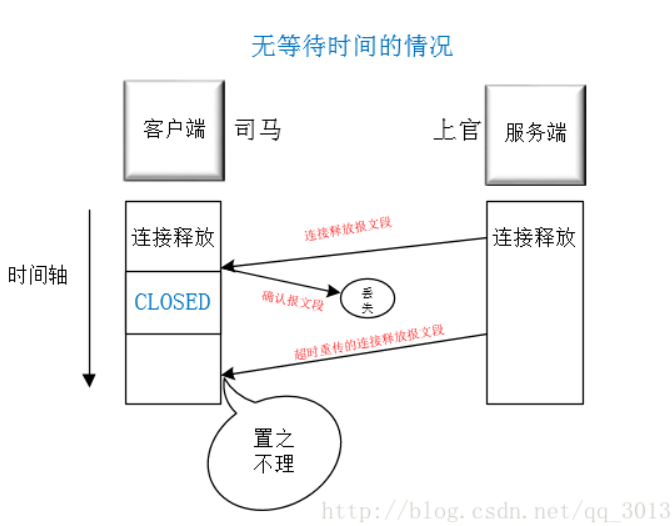 无等待时间的情况
客户端
司马
上官
服务端
连接释放
连接释放报文段
连接释放
时间轴
CLOSED
确认报文段
丢
失
超时重传的连接释放报文段
置之
不理
http://blog.csdn.net/qq_3013